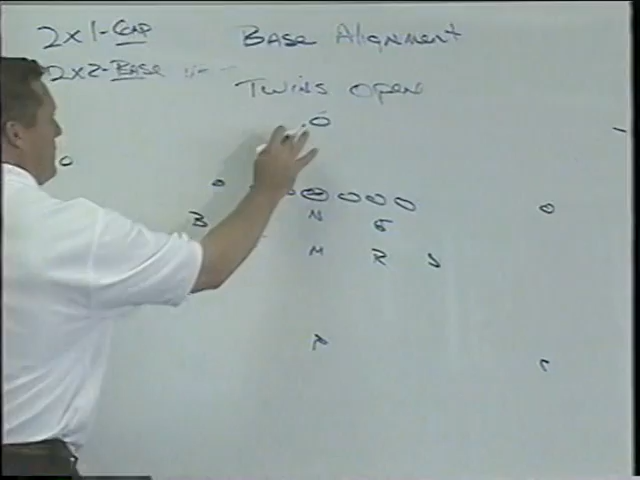 2x1-Gap
Base Alignment
2x2-Base
Twins Open
B
N
E
M
R